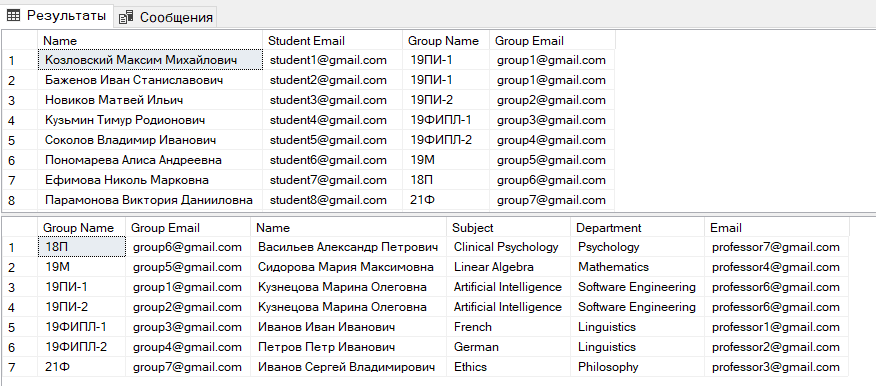 Результаты Сообщения
Name Student Email Group Name Group Email
1 Козловский Максим Михайлович student1@gmail.com 19ПИ-1 group1@gmail.com
2 Баженов Иван Станиславович student2@gmail.com 19ПИ-1 group1@gmail.com
3 Новиков Матвей Ильич student3@gmail.com 19ПИ-2 group2@gmail.com
4 Кузьмин Тимур Родионович student4@gmail.com 19ФИПЛ-1 group3@gmail.com
5 Соколов Владимир Иванович student5@gmail.com 19ФИПЛ-2 group4@gmail.com
6 Пономарева Алиса Андреевна student6@gmail.com 19М group5@gmail.com
7 Ефимова Николь Марковна student7@gmail.com 18П group6@gmail.com
8 Парамонова Виктория Данииловна student8@gmail.com 21Ф group7@gmail.com
Group Name Group Email Name Subject Department Email
1 18П group6@gmail.com Васильев Александр Петрович Clinical Psychology Psychology professor7@gmail.com
2 19М group5@gmail.com Сидорова Мария Максимовна Linear Algebra Mathematics professor4@gmail.com
3 19ПИ-1 group1@gmail.com Кузнецова Марина Олеговна Artificial Intelligence Software Engineering professor6@gmail.com
4 19ПИ-2 group2@gmail.com Кузнецова Марина Олеговна Artificial Intelligence Software Engineering professor6@gmail.com
5 19ФИПЛ-1 group3@gmail.com Иванов Иван Иванович French Linguistics professor1@gmail.com
6 19ФИПЛ-2 group4@gmail.com Петров Петр Иванович German Linguistics professor2@gmail.com
7 21Ф group7@gmail.com Иванов Сергей Владимирович Ethics Philosophy professor3@gmail.com